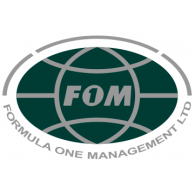 FOM
FORMULA ONE MANAGEMENT LTD